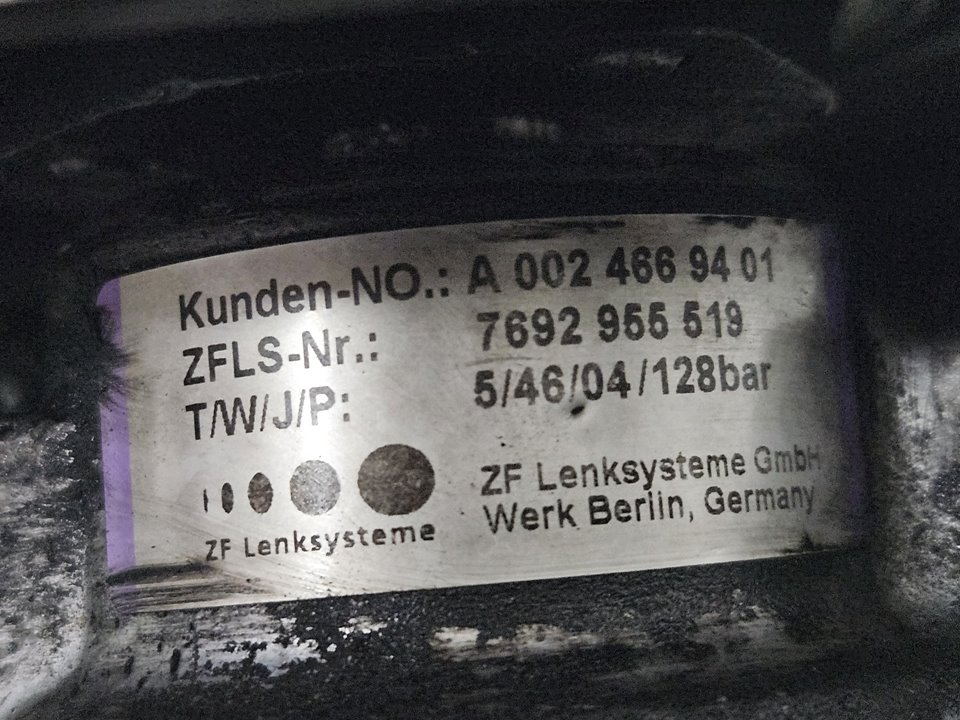 Kunden-NO.: A 002 466 94 01
ZFLS-Nr.: 7692 955 519
T/W/J/P: 5/46/04/128bar
ZF Lenksysteme
ZF Lenksysteme GmbH
Werk Berlin, Germany